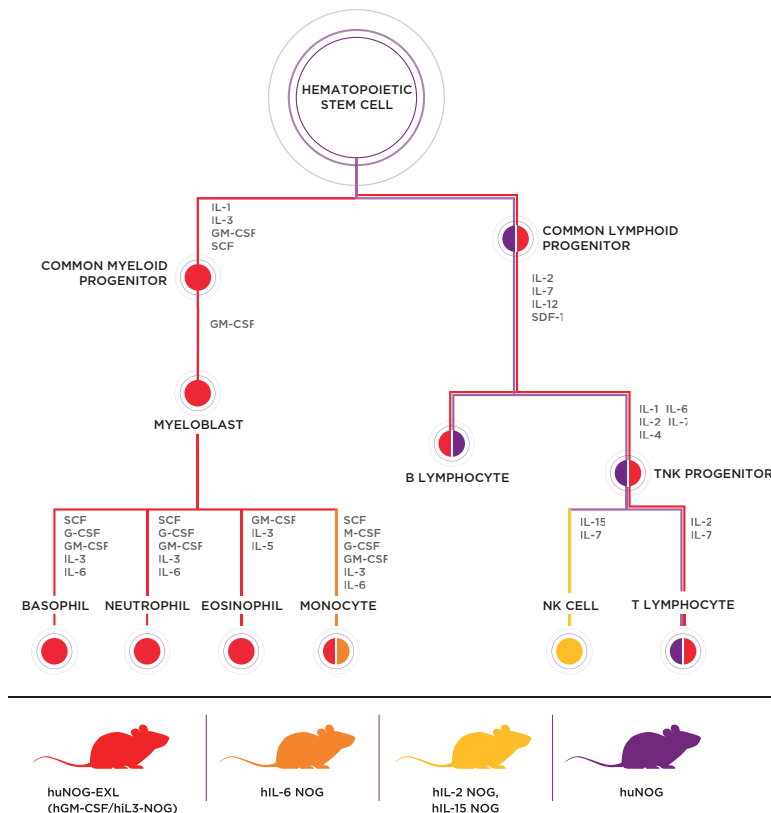 HEMATOPOIETIC
STEM CELL
IL-1
IL-3
GM-CSF
SCF
COMMON LYMPHOID
PROGENITOR
COMMON MYELOID
PROGENITOR
IL-2
IL-7
IL-12
SDF-1
GM-CSF
MYELOBLAST
IL-1 IL-6
IL-2 IL-7
IL-4
B LYMPHOCYTE
TNK PROGENITOR
SCF
G-CSF
GM-CSF
IL-3
IL-6
SCF
G-CSF
GM-CSF
IL-3
IL-6
GM-CSF
IL-3
IL-5
SCF
M-CSF
G-CSF
GM-CSF
IL-3
IL-6
IL-15
IL-7
IL-2
IL-7
BASOPHIL
NEUTROPHIL
EOSINOPHIL
MONOCYTE
NK CELL
T LYMPHOCYTE
huNOG-EXL
(hGM-CSF/hiL3-NOG)
hIL-6 NOG
hIL-2 NOG,
hIL-15 NOG
huNOG